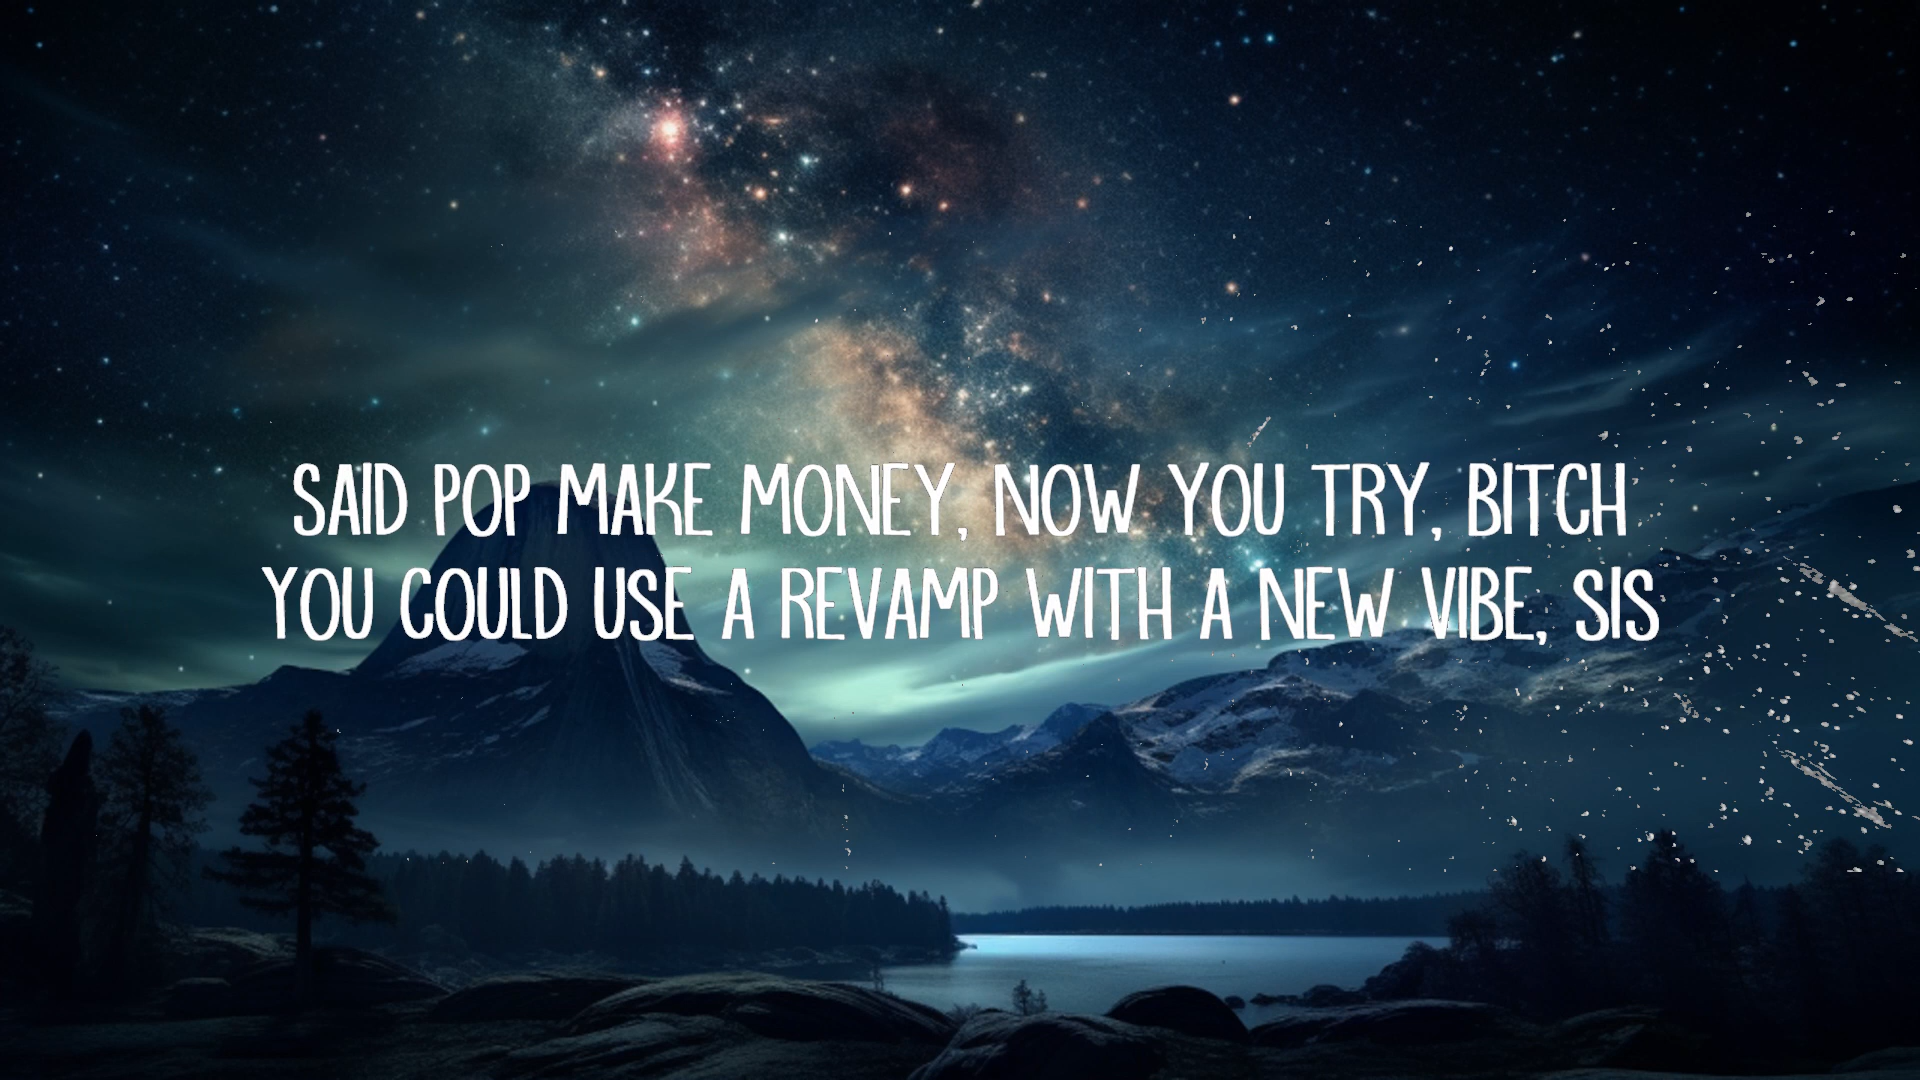 SAID POP MAKE MONEY, NOW YOU TRY, BITCH
YOU COULD USE A REVAMP WITH A NEW VIBE, SIS